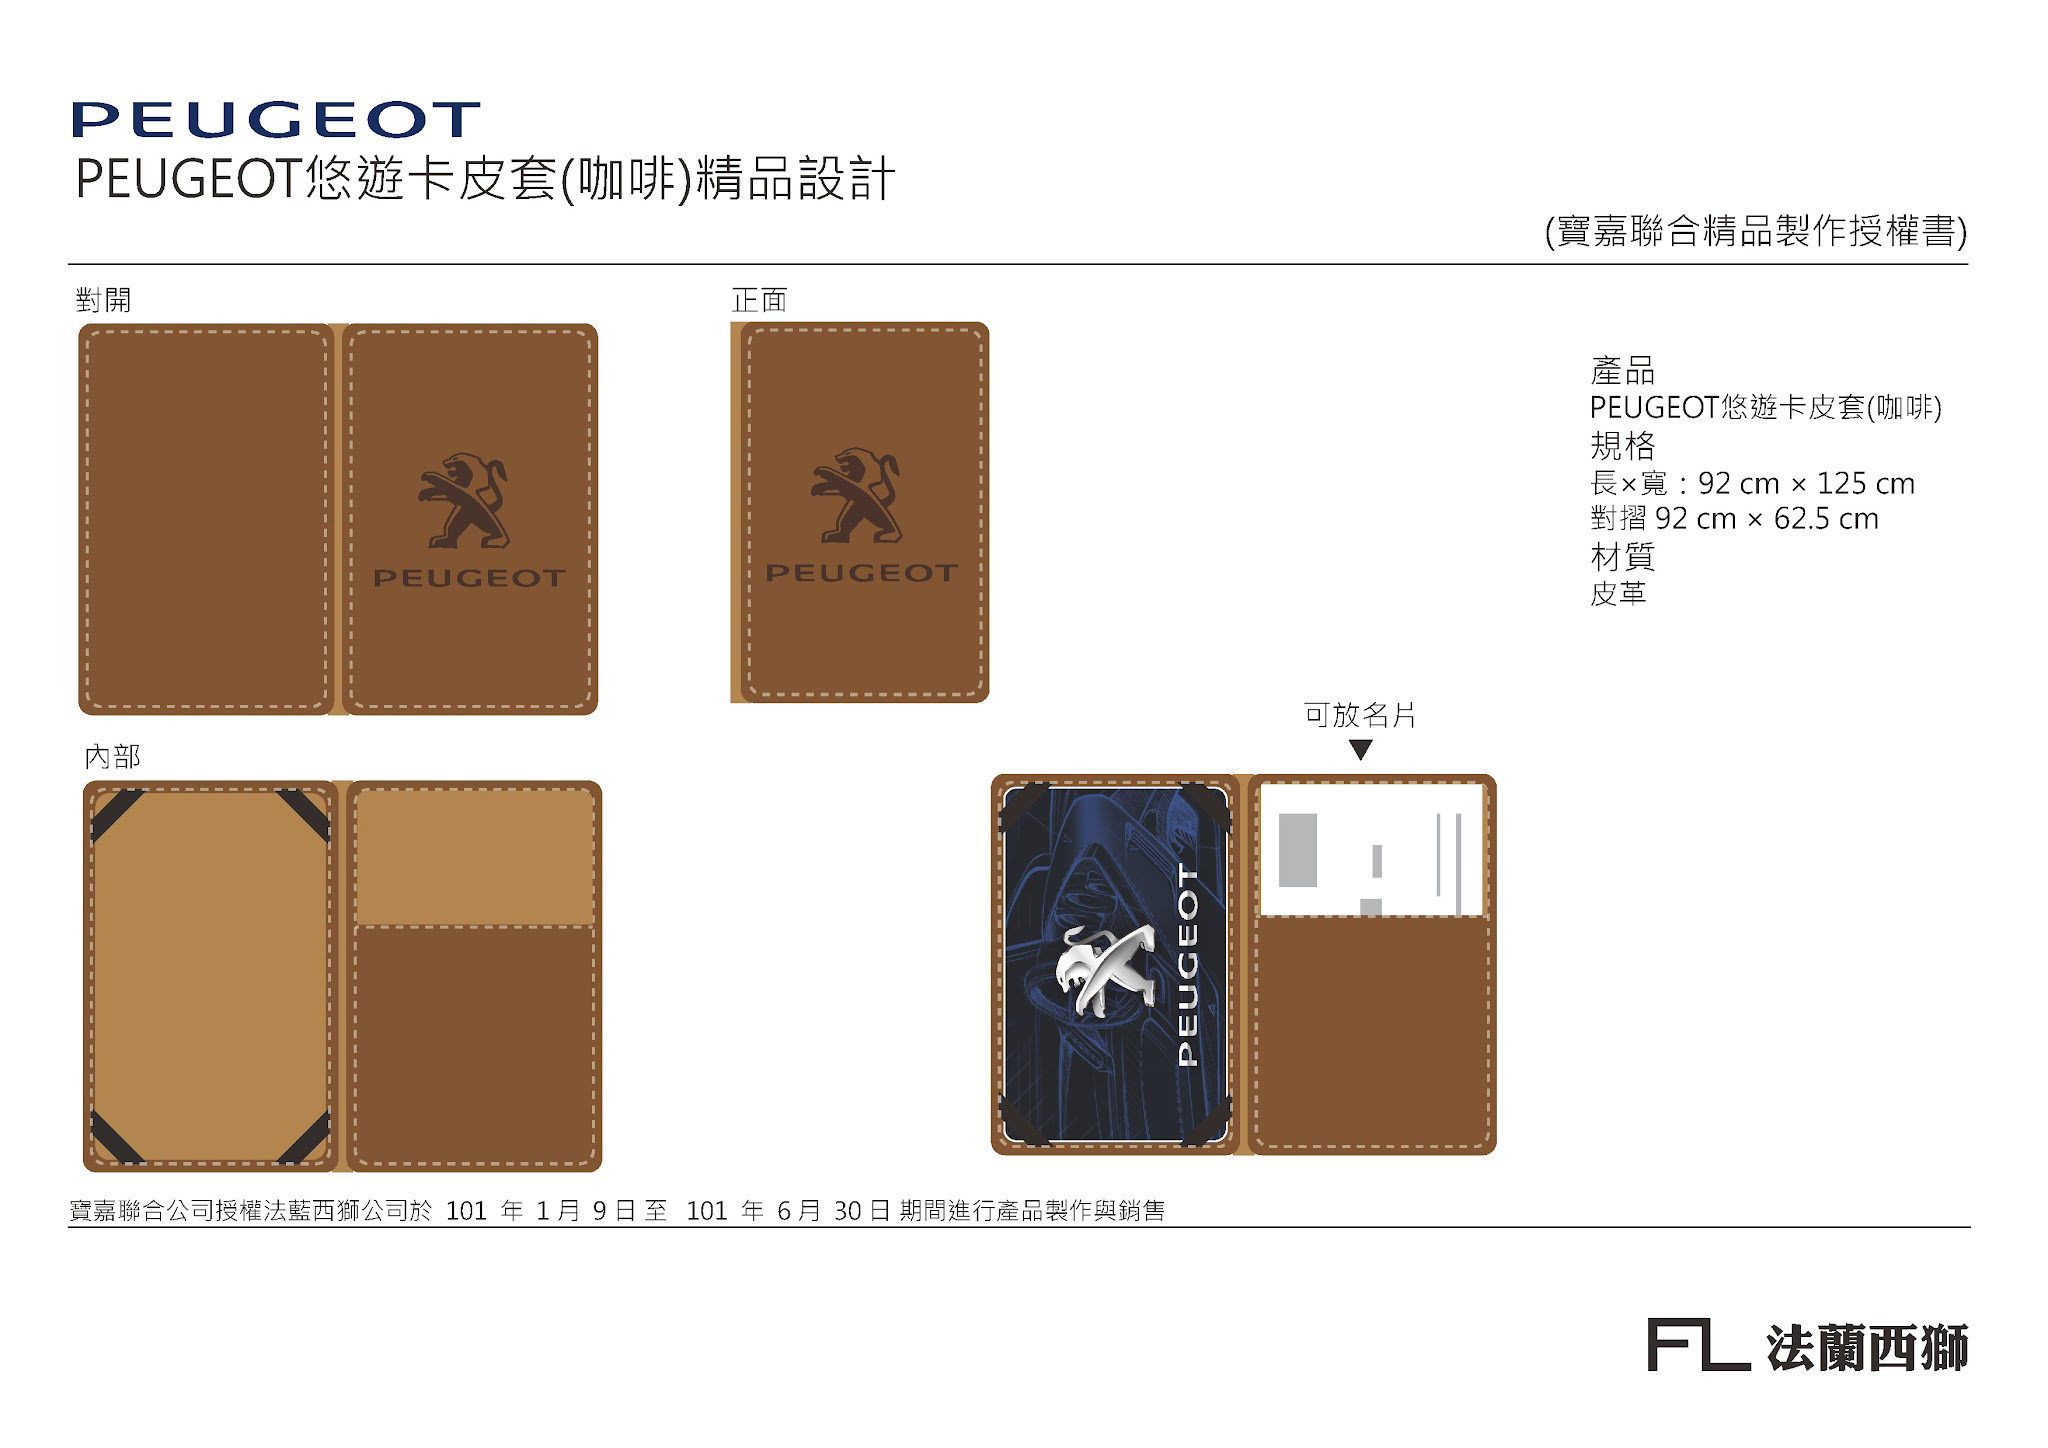 PEUGEOT
PEUGEOT悠遊卡皮套(咖啡)精品設計
(寶嘉聯合精品製作授權書)
對開
正面
PEUGEOT
PEUGEOT
產品
PEUGEOT悠遊卡皮套(咖啡)
規格
長×寬：92 cm × 125 cm
對摺 92 cm × 62.5 cm
材質
皮革
內部
可放名片
PEUGEOT
寶嘉聯合公司授權法藍西獅公司於 101 年 1 月 9 日 至 101 年 6 月 30 日 期間進行產品製作與銷售
FL 法蘭西獅